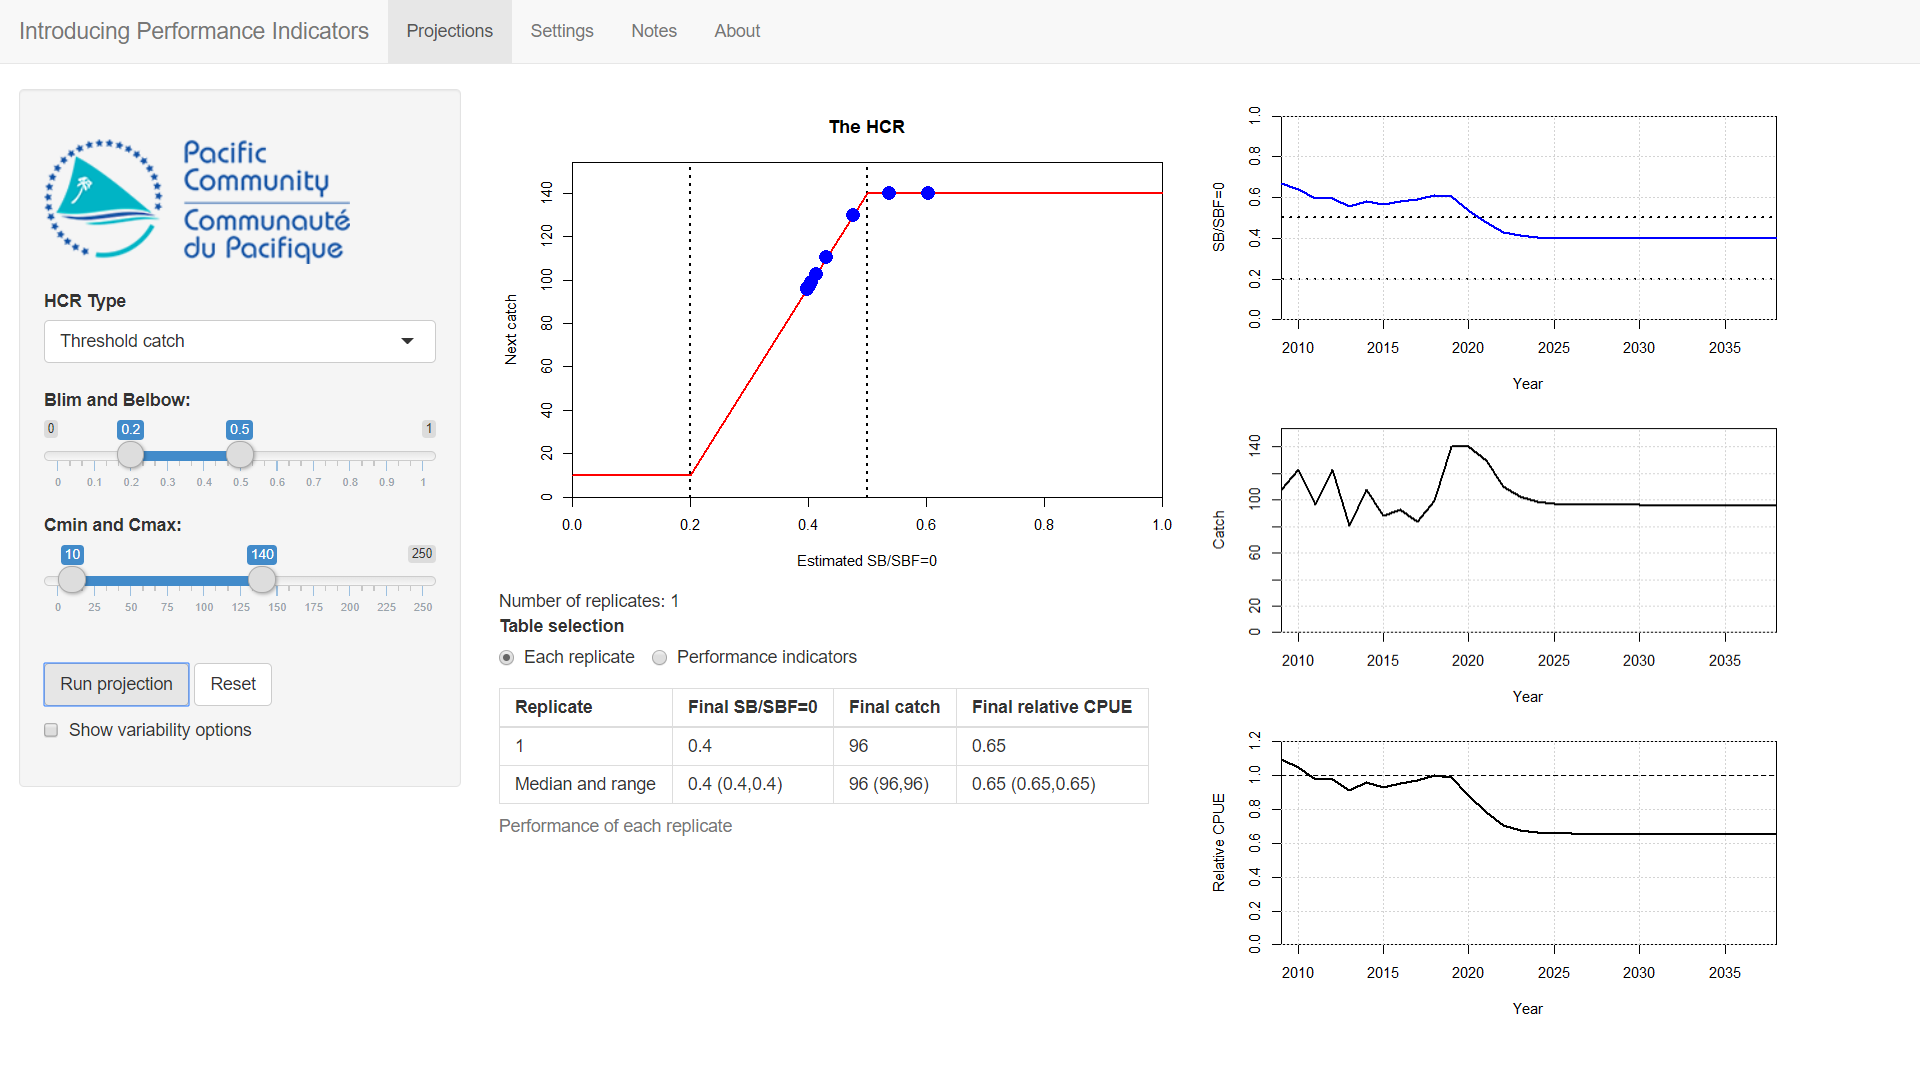 Introducing Performance Indicators Projections Settings Notes About
Pacific
Community
Communauté
du Pacifique
HCR Type
Threshold catch
Blim and Belbow:
0 0.2 0.5 1
0 0.1 0.2 0.3 0.4 0.5 0.6 0.7 0.8 0.9 1
Cmin and Cmax:
10 140 250
0 25 50 75 100 125 150 175 200 225 250
Run projection Reset
Show variability options
The HCR
Next catch
140
120
100
80
60
40
20
0
0.0 0.2 0.4 0.6 0.8 1.0
Estimated SB/SBF=0
Number of replicates: 1
Table selection
Each replicate Performance indicators
Replicate Final SB/SBF=0 Final catch Final relative CPUE
1 0.4 96 0.65
Median and range 0.4 (0.4,0.4) 96 (96,96) 0.65 (0.65,0.65)
Performance of each replicate
SB/SBF=0
1.0
0.8
0.6
0.4
0.2
0.0
2010 2015 2020 2025 2030 2035
Year
Catch
140
100
60
20
0
2010 2015 2020 2025 2030 2035
Year
Relative CPUE
1.2
1.0
0.8
0.6
0.4
0.2
0.0
2010 2015 2020 2025 2030 2035
Year